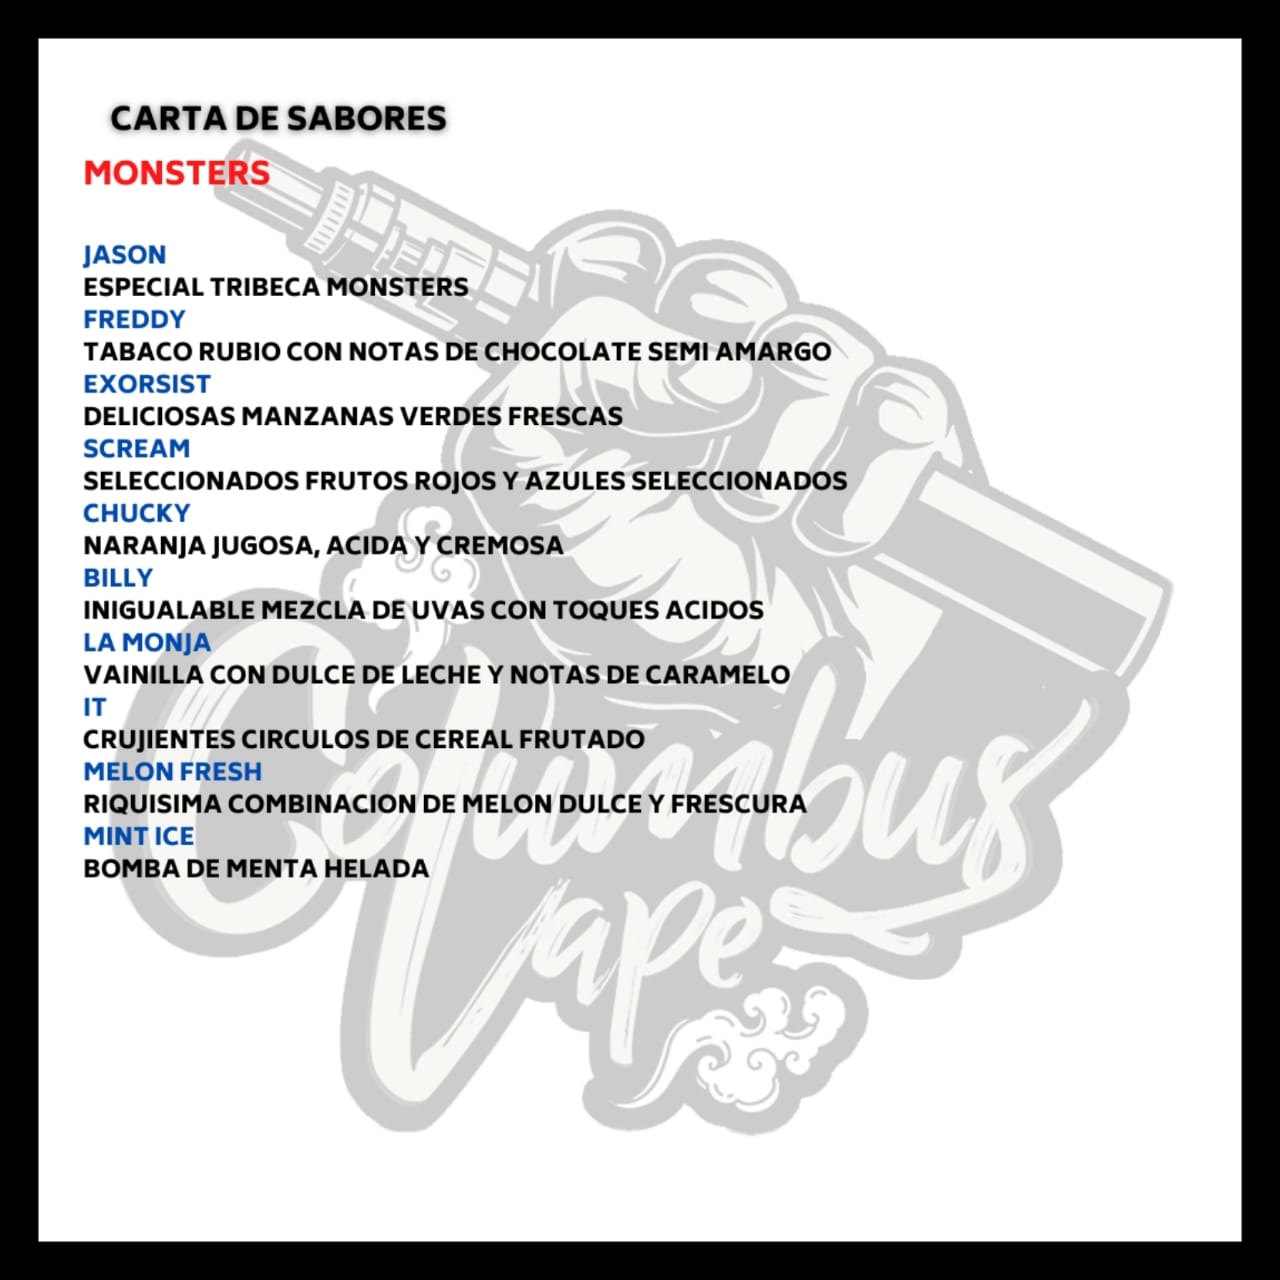 CARTA DE SABORES
MONSTERS
JASON
ESPECIAL TRIBECA MONSTERS
FREDDY
TABACO RUBIO CON NOTAS DE CHOCOLATE SEMI AMARGO
EXORSIST
DELICIOSAS MANZANAS VERDES FRESCAS
SCREAM
SELECCIONADOS FRUTOS ROJOS Y AZULES SELECCIONADOS
CHUCKY
NARANJA JUGOSA, ACIDA Y CREMOSA
BILLY
INIGUALABLE MEZCLA DE UVAS CON TOQUES ACIDOS
LA MONJA
VAINILLA CON DULCE DE LECHE Y NOTAS DE CARAMELO
IT
CRUJIENTES CIRCULOS DE CEREAL FRUTADO
MELON FRESH
RIQUISIMA COMBINACION DE MELON DULCE Y FRESCURA
MINT ICE
BOMBA DE MENTA HELADA
Columbus
Vape